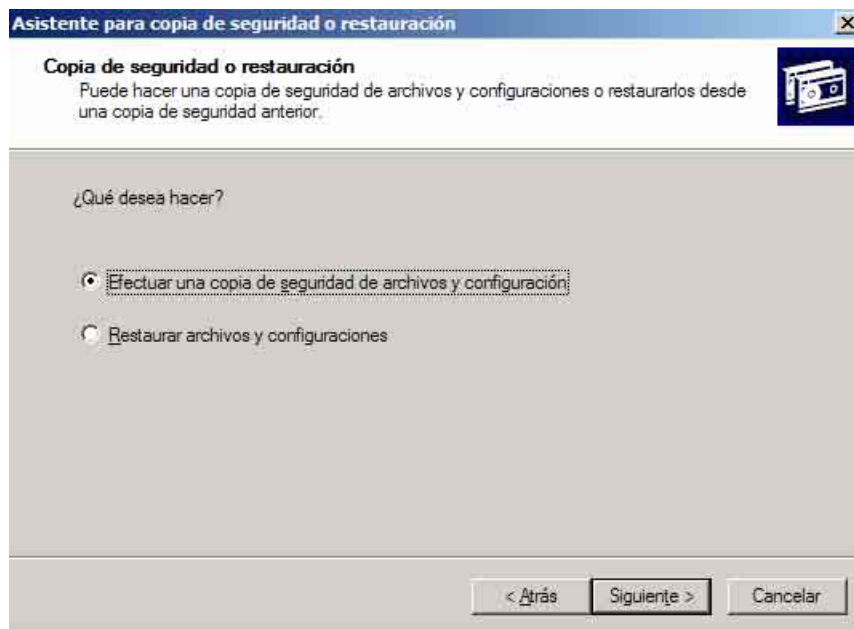 Asistente para copia de seguridad o restauración
Copia de seguridad o restauración
Puede hacer una copia de seguridad de archivos y configuraciones o restaurarlos desde
una copia de seguridad anterior.
¿Qué desea hacer?
Efectuar una copia de seguridad de archivos y configuración
Restaurar archivos y configuraciones
< Atrás Siguiente > Cancelar